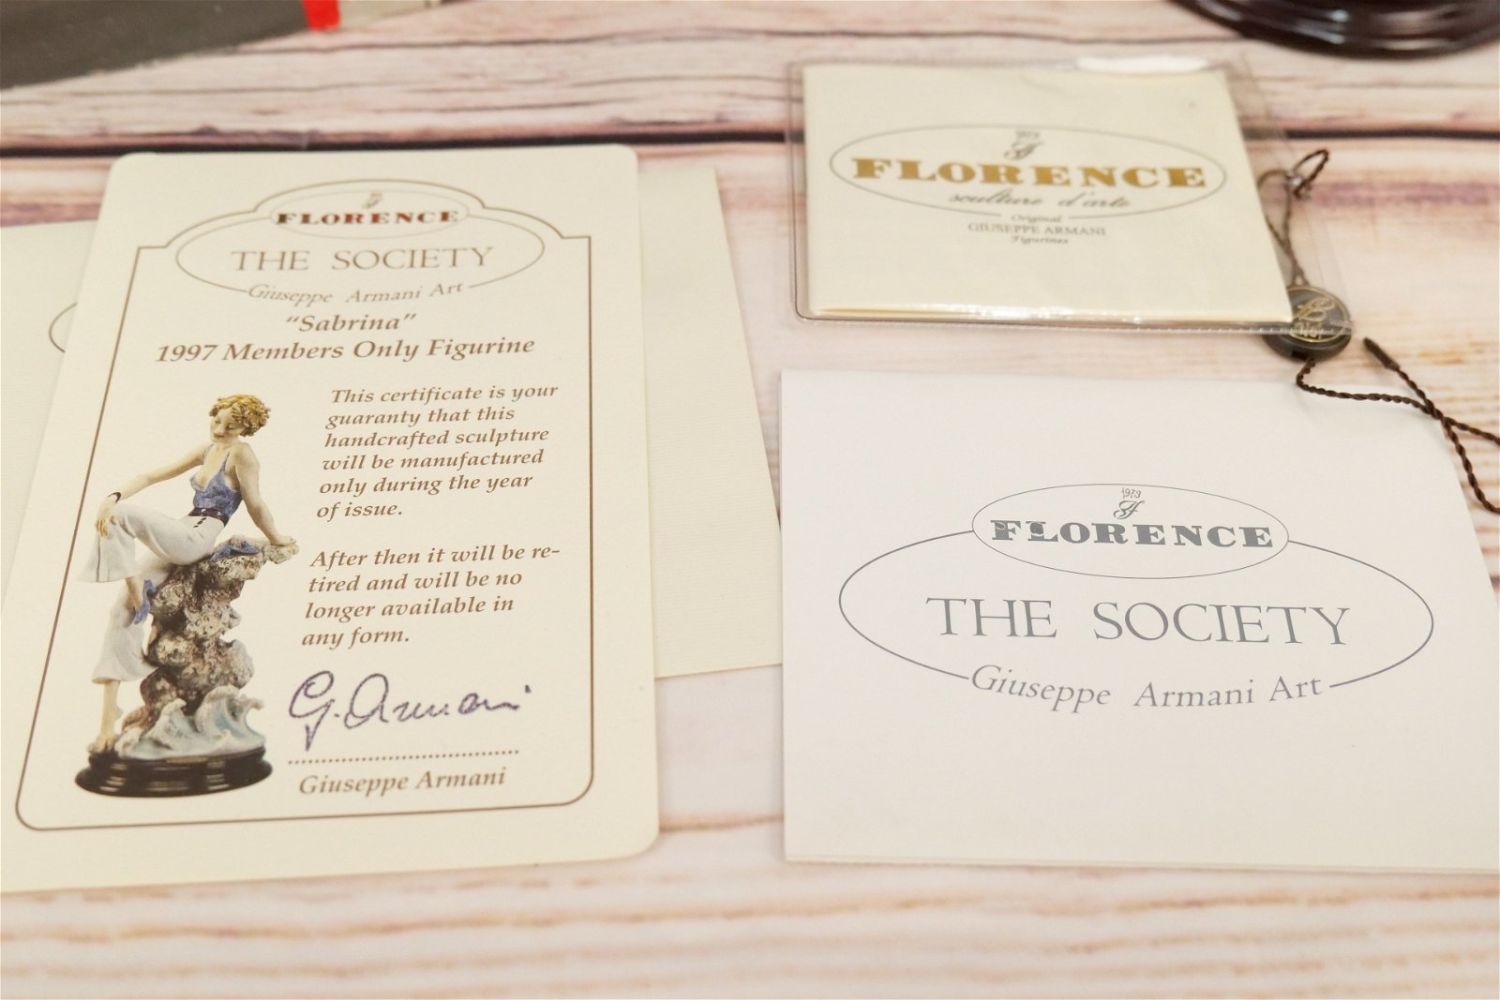 FLORENCE
THE SOCIETY
Giuseppe Armani Art
"Sabrina"
1997 Members Only Figurine
This certificate is your
guaranty that this
handcrafted sculpture
will be manufactured
only during the year
of issue.
After then it will be re-
tired and will be no
longer available in
any form.
G. Armani
Giuseppe Armani
FLORENCE
sculture d'arte
Original
GIUSEPPE ARMANI
Figurines
1973
FLORENCE
THE SOCIETY
Giuseppe Armani Art